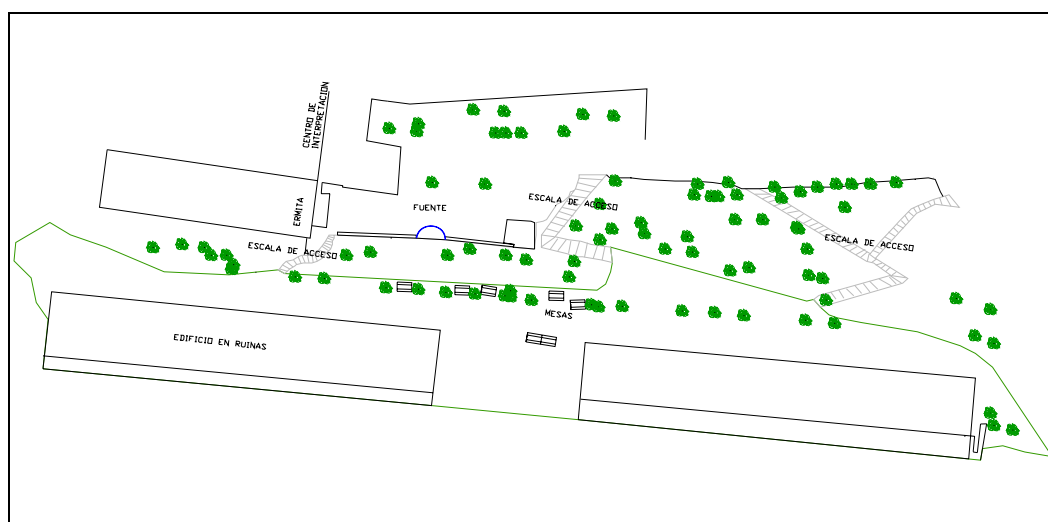 CENTRO DE
INTERPRETACION
ERMITA
FUENTE
ESCALA DE ACCESO
ESCALA DE ACCESO
ESCALA DE ACCESO
MESAS
EDIFICIO EN RUINAS